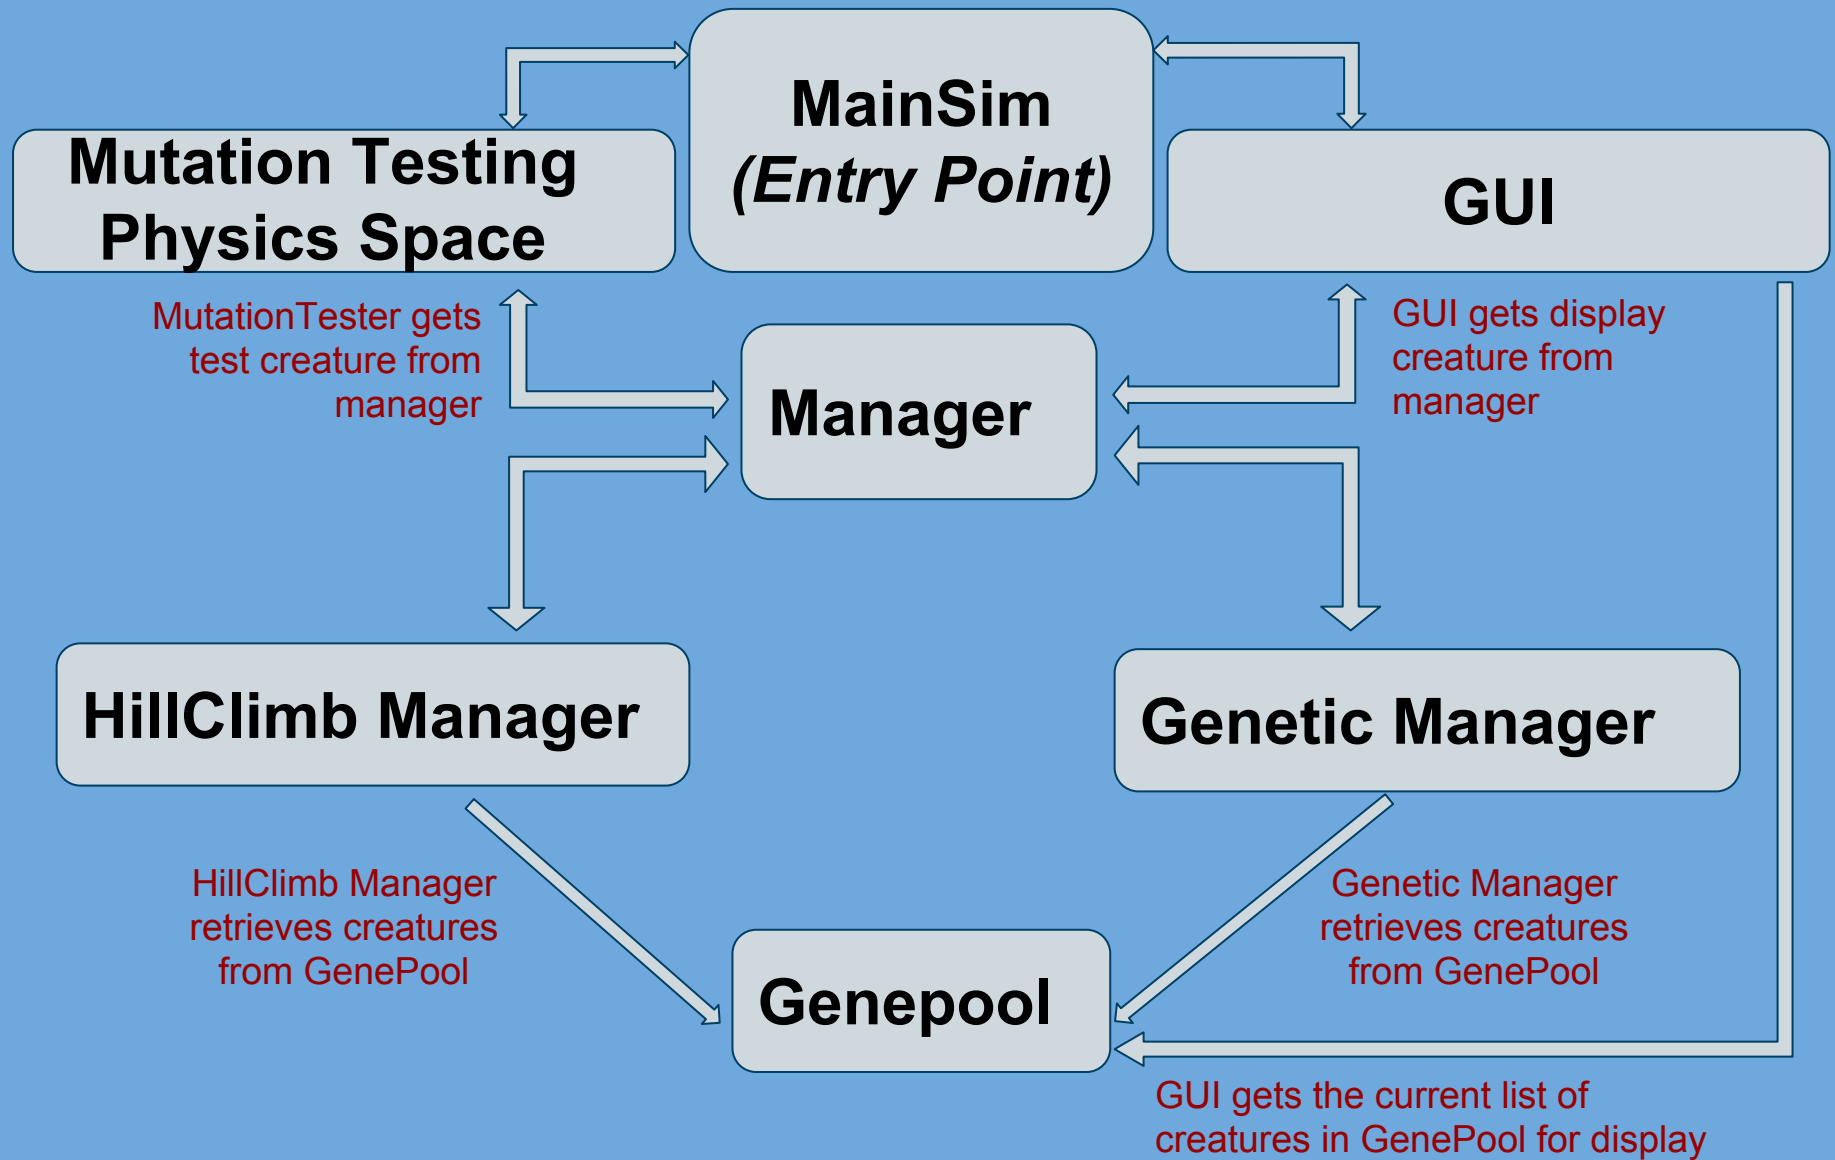 MainSim
(Entry Point)
Mutation Testing
Physics Space
GUI
MutationTester gets
test creature from
manager
GUI gets display
creature from
manager
Manager
HillClimb Manager
Genetic Manager
HillClimb Manager
retrieves creatures
from GenePool
Genetic Manager
retrieves creatures
from GenePool
Genepool
GUI gets the current list of
creatures in GenePool for display